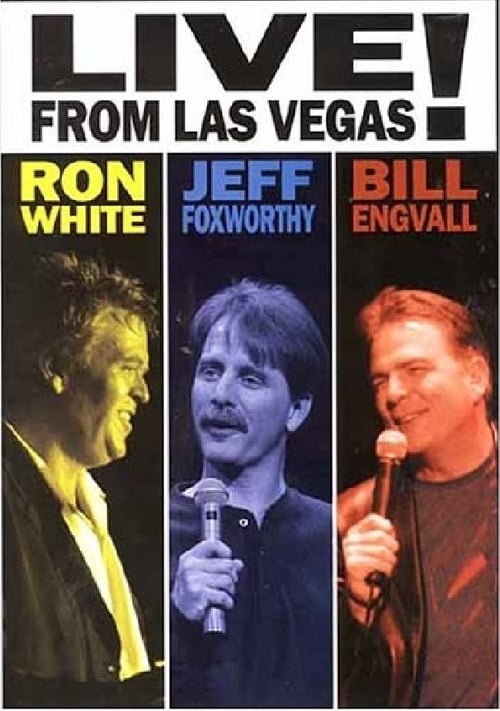 LIVE!
FROM LAS VEGAS
RON
WHITE
JEFF
FOXWORTHY
BILL
ENGVALL